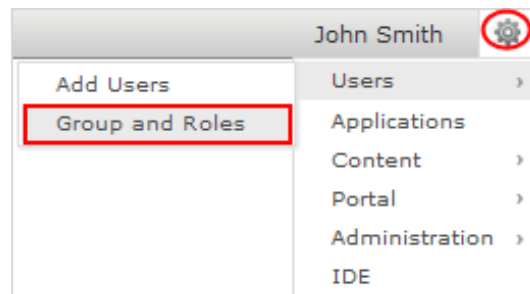 John Smith
Add Users
Group and Roles
Users
Applications
Content
Portal
Administration
IDE